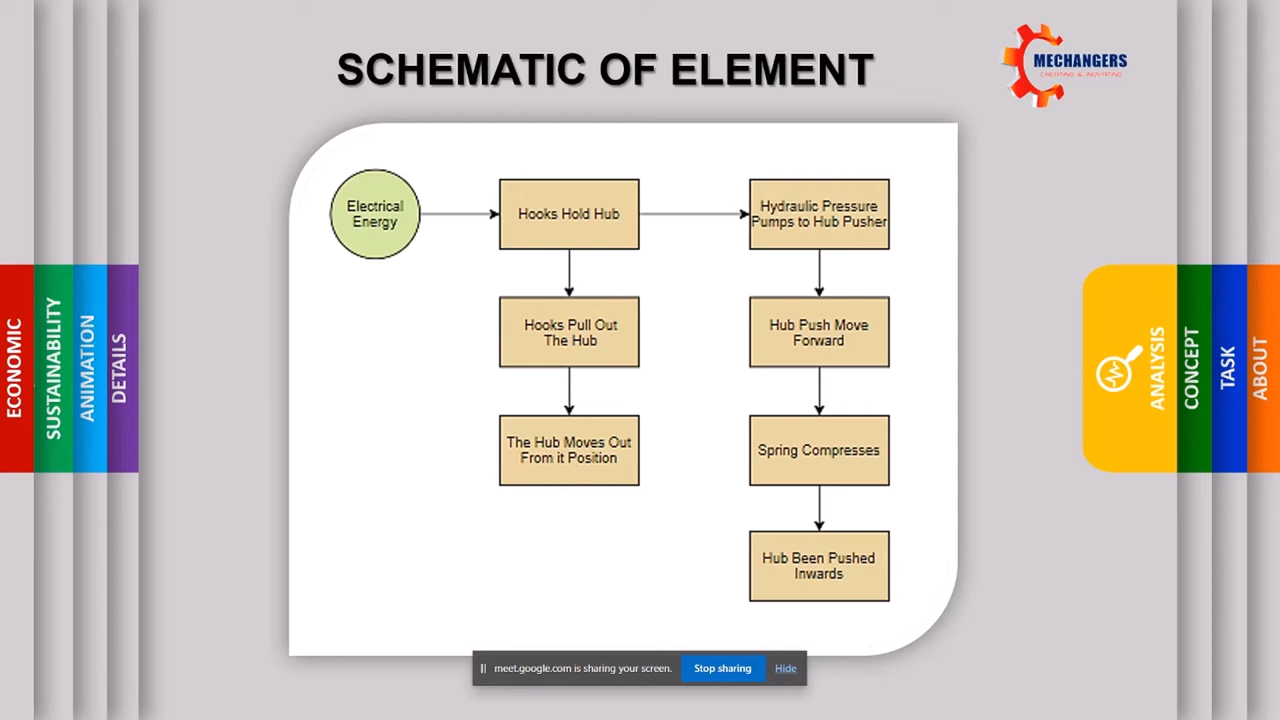 SCHEMATIC OF ELEMENT
MECHANGERS
CREATING & INOVATING
Electrical
Energy
Hooks Hold Hub
Hydraulic Pressure
Pumps to Hub Pusher
Hooks Pull Out
The Hub
Hub Push Move
Forward
The Hub Moves Out
From it Position
Spring Compresses
Hub Been Pushed
Inwards
ECONOMIC
SUSTAINABILITY
ANIMATION
DETAILS
ANALYSIS
CONCEPT
TASK
ABOUT
meet.google.com is sharing your screen.
Stop sharing
Hide